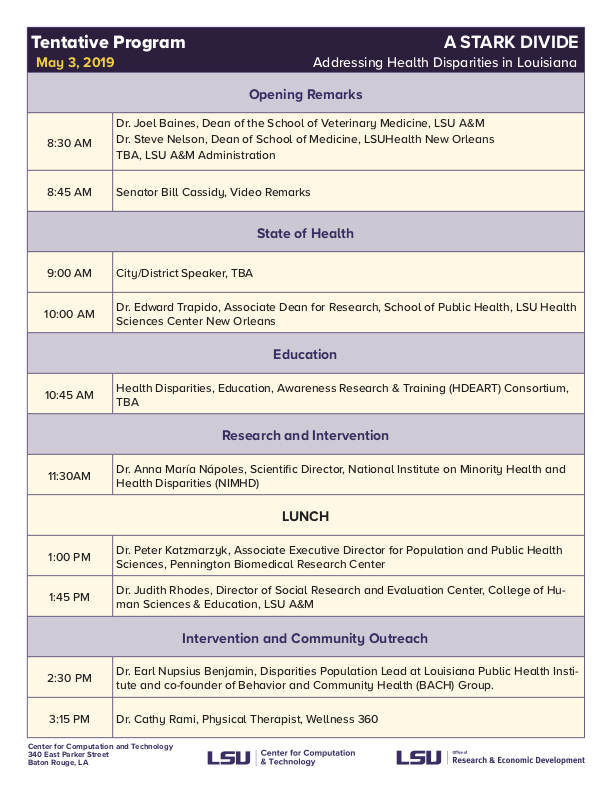 Tentative Program
A STARK DIVIDE
May 3, 2019
Addressing Health Disparities in Louisiana
Opening Remarks
8:30 AM
Dr. Joel Baines, Dean of the School of Veterinary Medicine, LSU A&M
Dr. Steve Nelson, Dean of School of Medicine, LSUHealth New Orleans
TBA, LSU A&M Administration
8:45 AM
Senator Bill Cassidy, Video Remarks
State of Health
9:00 AM
City/District Speaker, TBA
10:00 AM
Dr. Edward Trapido, Associate Dean for Research, School of Public Health, LSU Health
Sciences Center New Orleans
Education
10:45 AM
Health Disparities, Education, Awareness Research & Training (HDEART) Consortium,
TBA
Research and Intervention
11:30AM
Dr. Anna María Nápoles, Scientific Director, National Institute on Minority Health and
Health Disparities (NIMHD)
LUNCH
1:00 PM
Dr. Peter Katzmarzyk, Associate Executive Director for Population and Public Health
Sciences, Pennington Biomedical Research Center
1:45 PM
Dr. Judith Rhodes, Director of Social Research and Evaluation Center, College of Hu-
man Sciences & Education, LSU A&M
Intervention and Community Outreach
2:30 PM
Dr. Earl Nupsius Benjamin, Disparities Population Lead at Louisiana Public Health Insti-
tute and co-founder of Behavior and Community Health (BACH) Group.
3:15 PM
Dr. Cathy Rami, Physical Therapist, Wellness 360
Center for Computation and Technology
340 East Parker Street
Baton Rouge, LA
LSU
Center for Computation
& Technology
LSU
Office of
Research & Economic Development